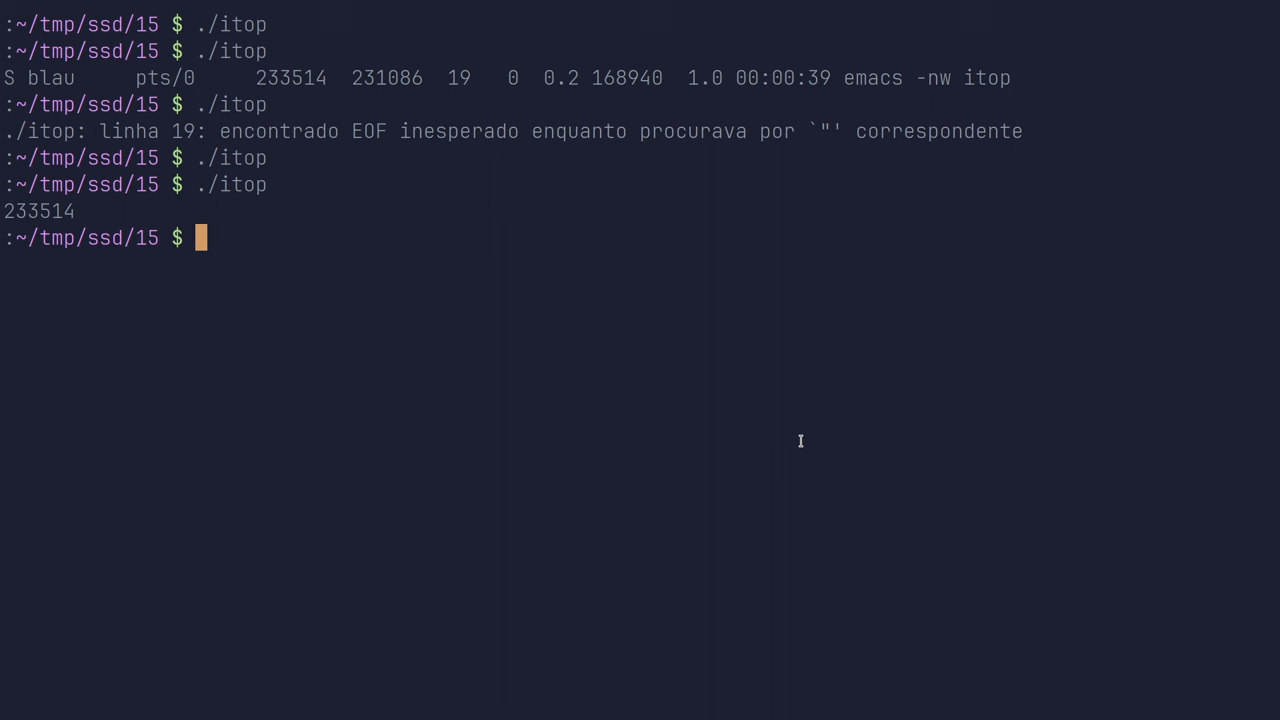 :~/tmp/ssd/15 $ ./itop
:~/tmp/ssd/15 $ ./itop
S blau     pts/0     233514  231086  19   0  0.2 168940  1.0 00:00:39 emacs -nw itop
:~/tmp/ssd/15 $ ./itop
./itop: linha 19: encontrado EOF inesperado enquanto procurava por `"' correspondente
:~/tmp/ssd/15 $ ./itop
:~/tmp/ssd/15 $ ./itop
233514
:~/tmp/ssd/15 $